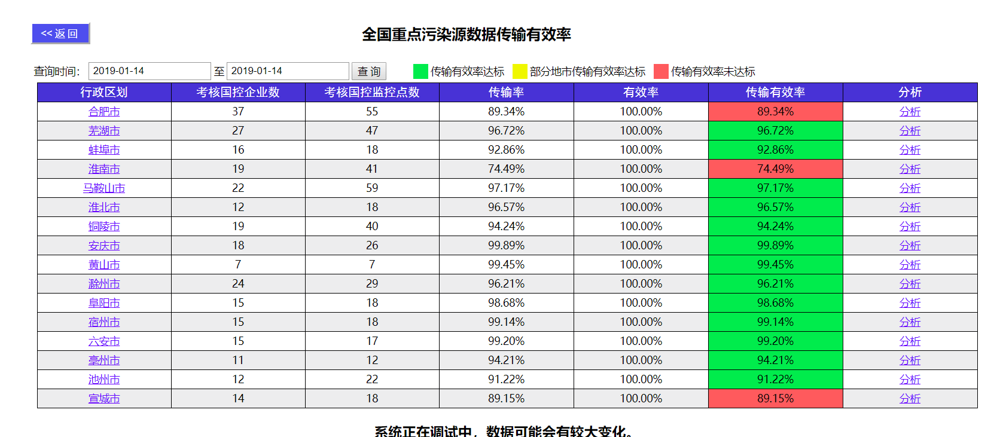 <<返回
全国重点污染源数据传输有效率
查询时间： 2019-01-14 至 2019-01-14 查询 传输有效率达标 部分地市传输有效率达标 传输有效率未达标
行政区划 考核国控企业数 考核国控监控点数 传输率 有效率 传输有效率 分析
合肥市 37 55 89.34% 100.00% 89.34% 分析
芜湖市 27 47 96.72% 100.00% 96.72% 分析
蚌埠市 16 18 92.86% 100.00% 92.86% 分析
淮南市 19 41 74.49% 100.00% 74.49% 分析
马鞍山市 22 59 97.17% 100.00% 97.17% 分析
淮北市 12 18 96.57% 100.00% 96.57% 分析
铜陵市 19 40 94.24% 100.00% 94.24% 分析
安庆市 18 26 99.89% 100.00% 99.89% 分析
黄山市 7 7 99.45% 100.00% 99.45% 分析
滁州市 24 29 96.21% 100.00% 96.21% 分析
阜阳市 15 18 98.68% 100.00% 98.68% 分析
宿州市 15 18 99.14% 100.00% 99.14% 分析
六安市 15 17 99.20% 100.00% 99.20% 分析
亳州市 11 12 94.21% 100.00% 94.21% 分析
池州市 12 22 91.22% 100.00% 91.22% 分析
宣城市 14 18 89.15% 100.00% 89.15% 分析
系统正在调试中，数据可能会有较大变化。